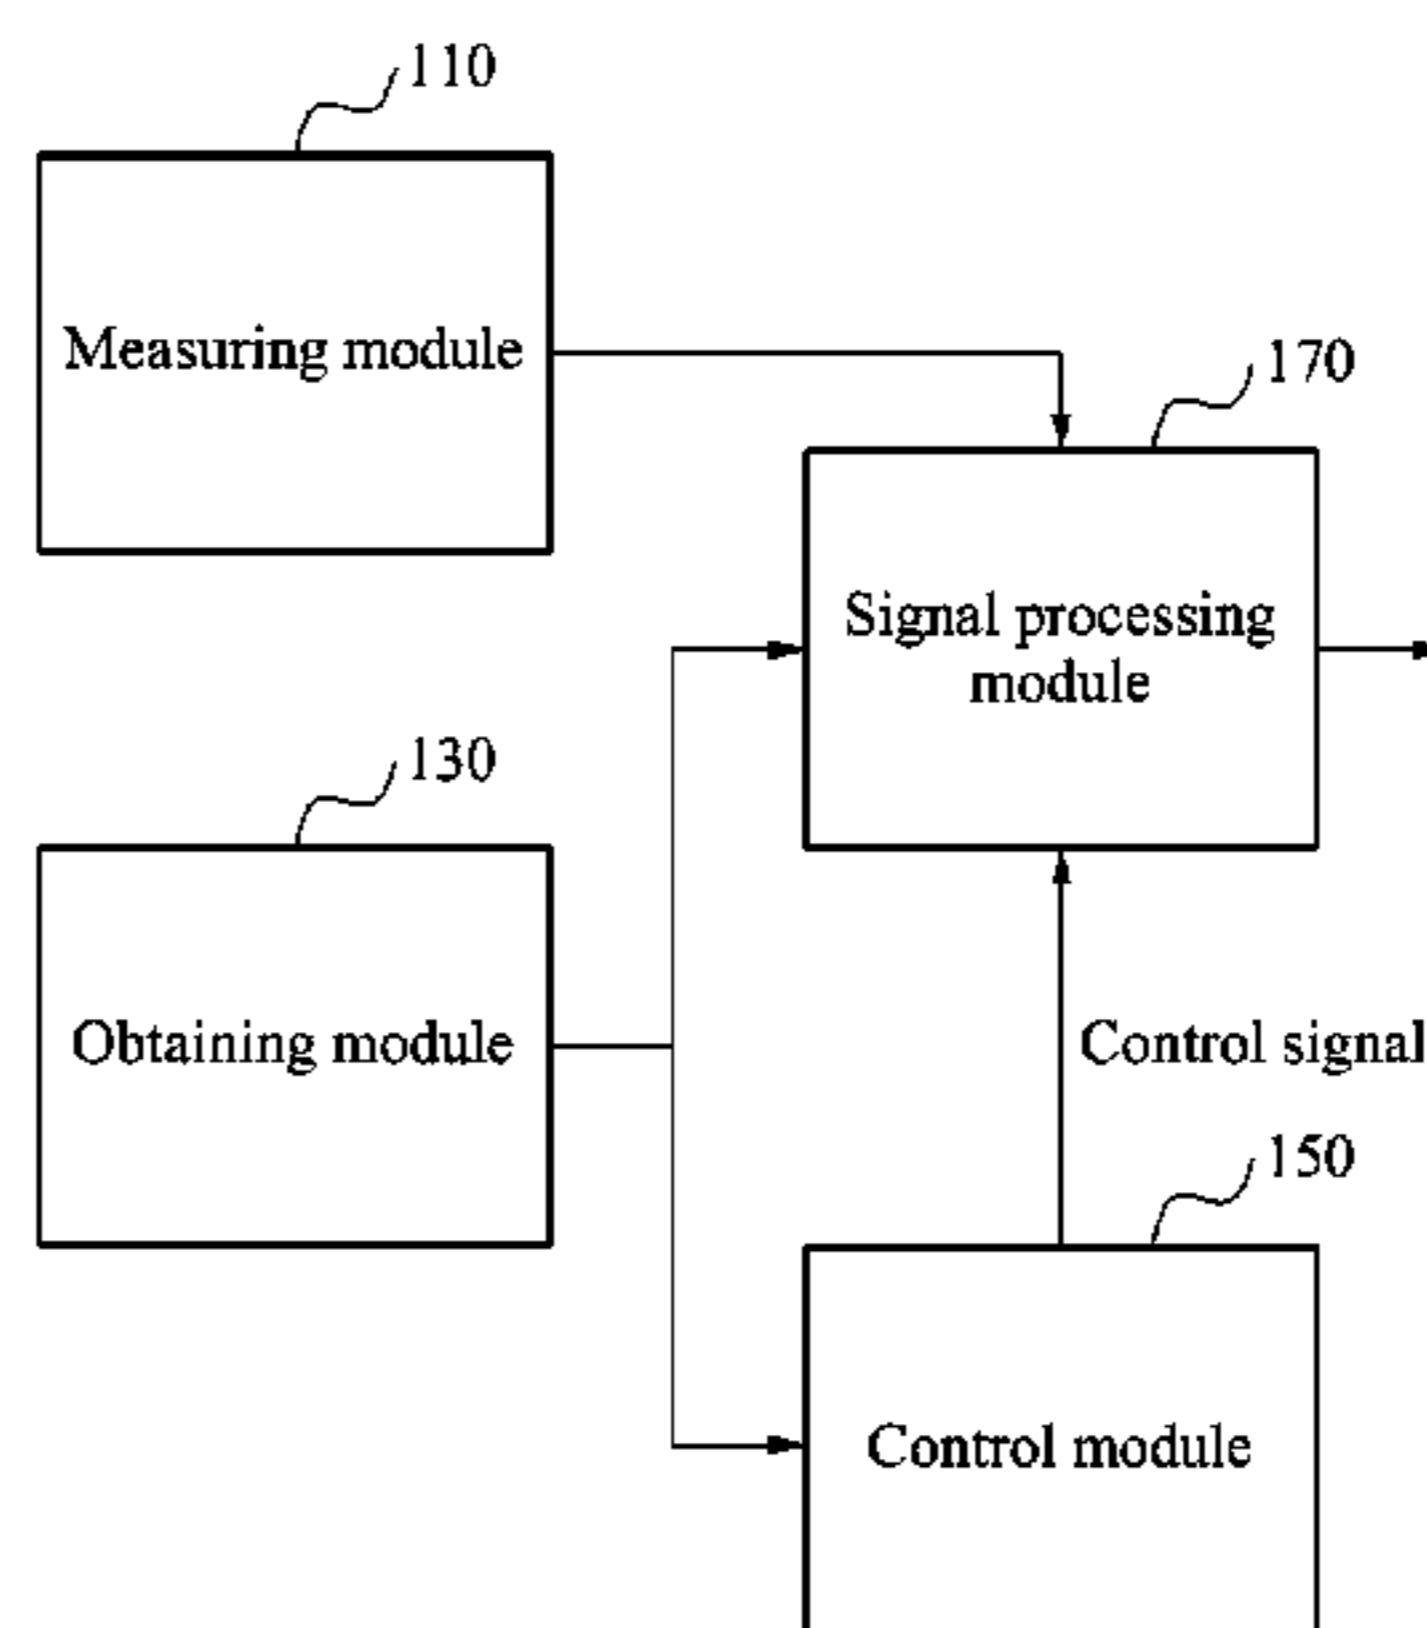 110
Measuring module
170
Signal processing
module
130
Obtaining module
Control signal
150
Control module